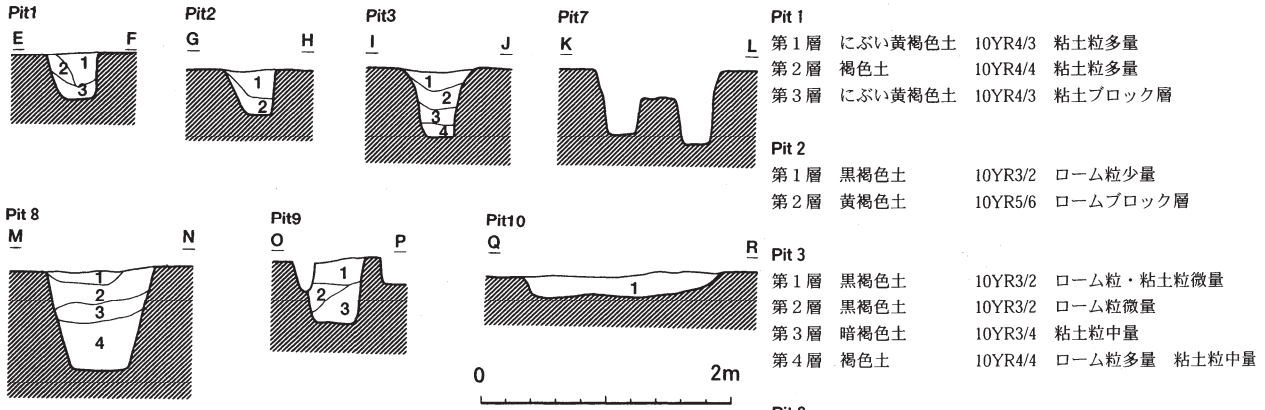 Pit1 Pit2 Pit3 Pit7
E F G H I J K L
1 2 3
1 2
1 2 3 4
Pit 8 Pit9 Pit10
M N O P Q R
1 2 3 4
1 2 3
1
0 2m
Pit 1
第1層 にぶい黄褐色土 10YR4/3 粘土粒多量
第2層 褐色土 10YR4/4 粘土粒多量
第3層 にぶい黄褐色土 10YR4/3 粘土ブロック層
Pit 2
第1層 黒褐色土 10YR3/2 ローム粒少量
第2層 黄褐色土 10YR5/6 ロームブロック層
Pit 3
第1層 黒褐色土 10YR3/2 ローム粒・粘土粒微量
第2層 黒褐色土 10YR3/2 ローム粒微量
第3層 暗褐色土 10YR3/4 粘土粒中量
第4層 褐色土 10YR4/4 ローム粒多量 粘土粒中量